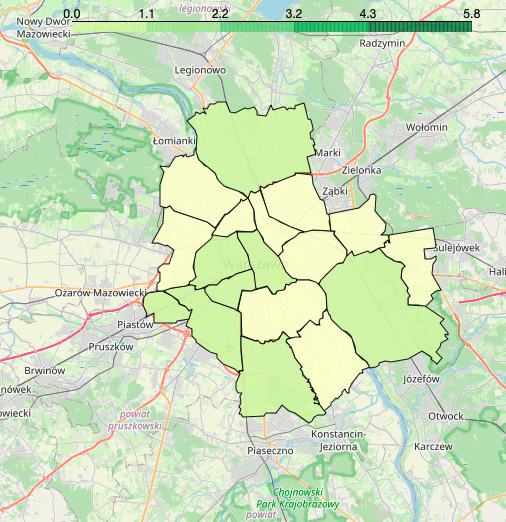 0.0 1.1 2.2 3.2 4.3 5.8
legionowski
Nowy Dwór
Mazowiecki
Radzymin
Legionowo
Wołomin
Łomianki
Marki
Zielonka
Ząbki
Sulejówek
Warszawa
Hali
Ożarów Mazowiecki
Piastów
Pruszków
Brwinów
Józefów
nówek
owiecki
powiat
pruszkowski
Otwock
Konstancin-
Jeziorna
Karczew
Piaseczno
Chojnowski
Park Krajobrazowy
powiat